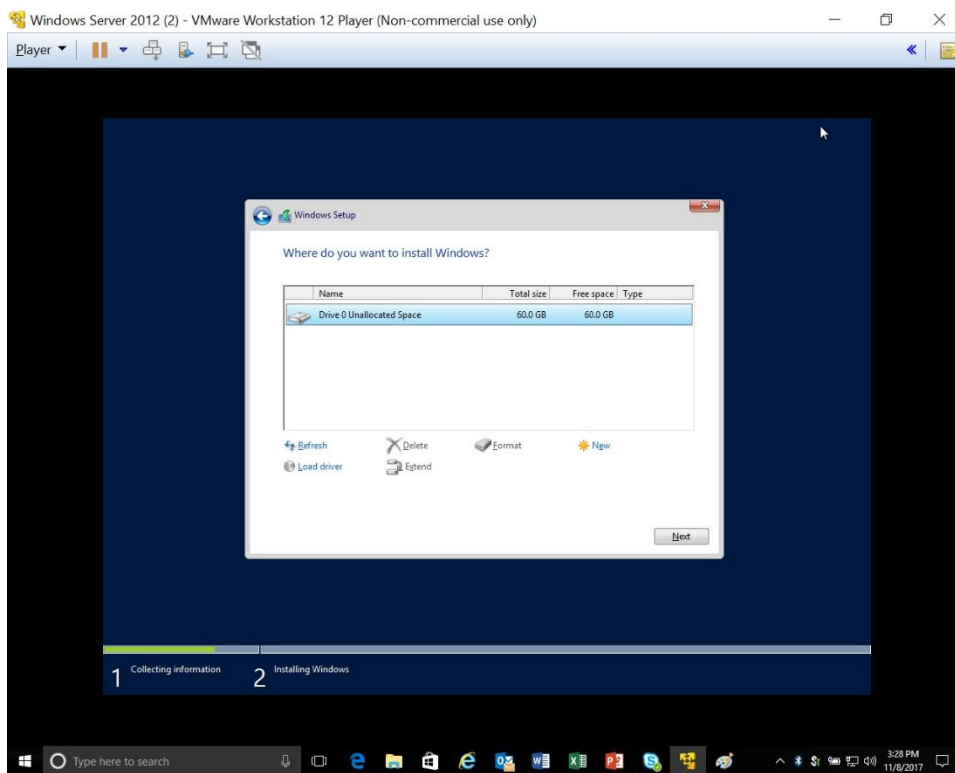 Windows Server 2012 (2) - VMware Workstation 12 Player (Non-commercial use only)
Player
Windows Setup
Where do you want to install Windows?
Name Total size Free space Type
Drive 0 Unallocated Space 60.0 GB 60.0 GB
Refresh Delete Format New
Load driver Extend
Next
1 Collecting information 2 Installing Windows
Type here to search
3:28 PM
11/8/2017